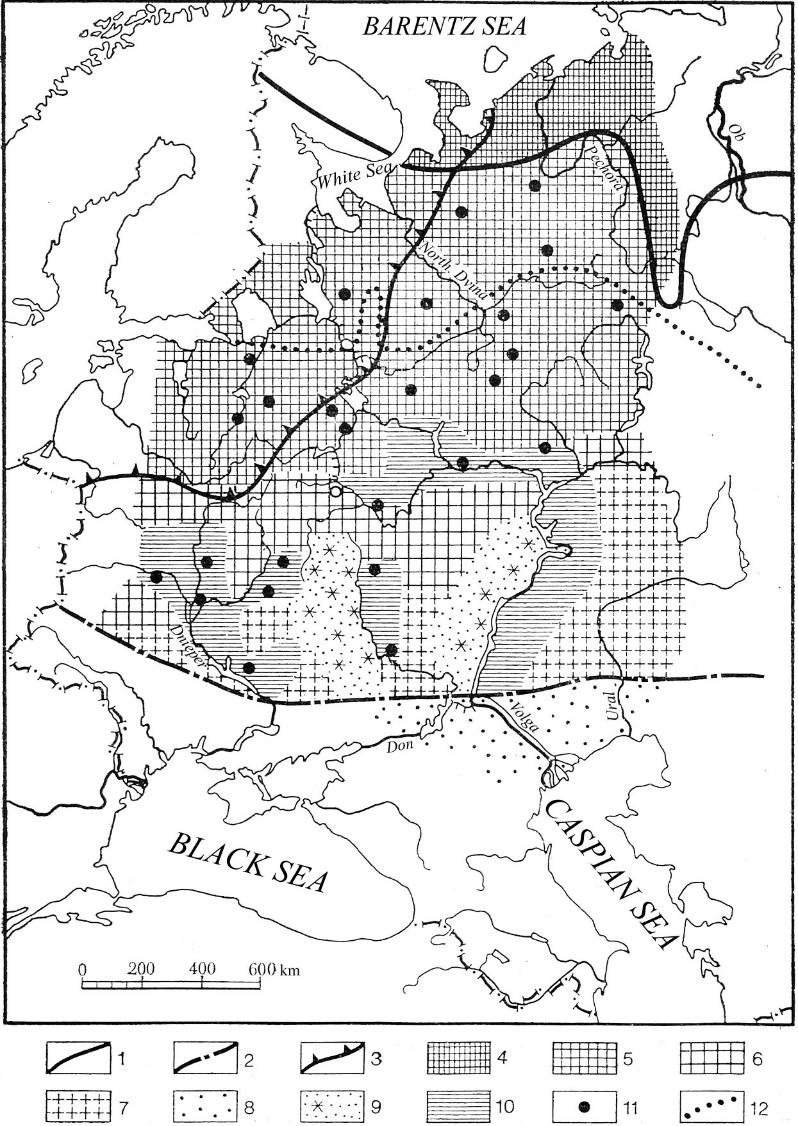 BARENTZ SEA
Ob
Pechora
White Sea
North. Dvina
Dnieper
Volga
Ural
Don
BLACK SEA
CASPIAN SEA
0 200 400 600 km
1 2 3 4 5 6
7 8 9 10 11 12